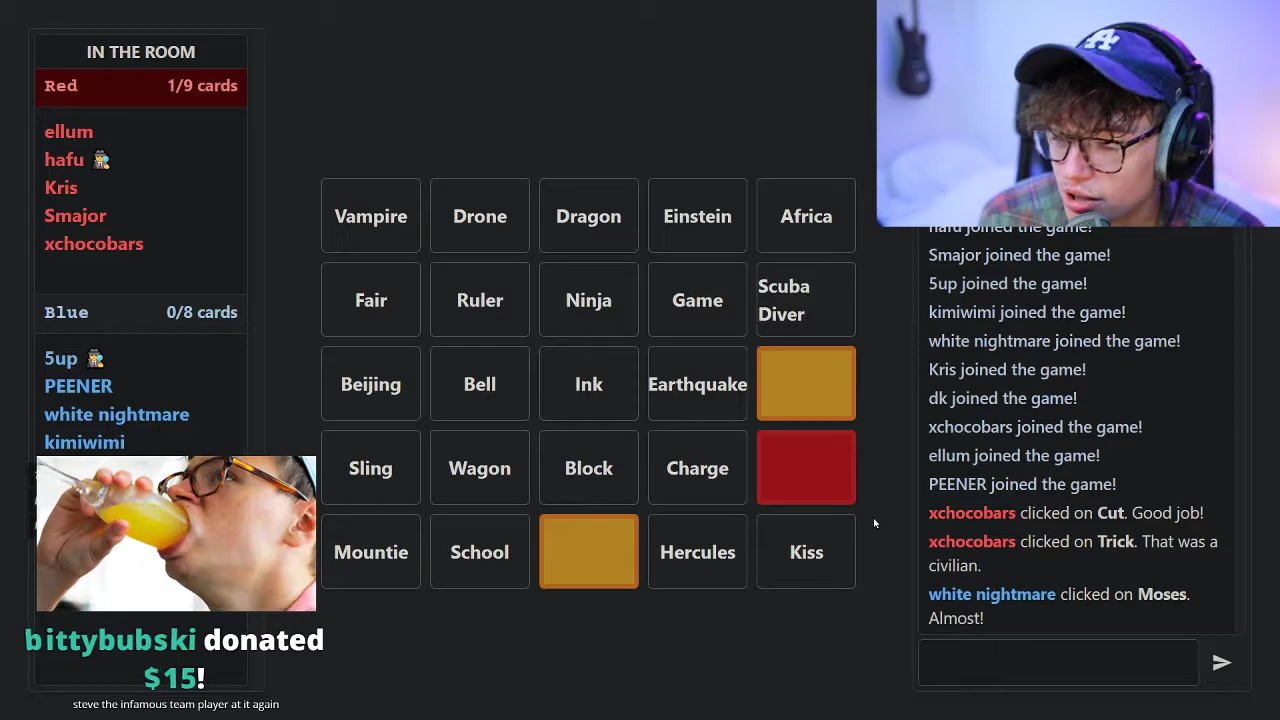 IN THE ROOM
Red 1/9 cards
ellum
hafu
Kris
Smajor
xchocobars
Blue 0/8 cards
5up
PEENER
white nightmare
kimiwimi
bittybubski donated
$15!
steve the infamous team player at it again
Vampire Drone Dragon Einstein Africa
Fair Ruler Ninja Game Scuba
Diver
Beijing Bell Ink Earthquake
Sling Wagon Block Charge
Mountie School Hercules Kiss
A
hafu joined the game!
Smajor joined the game!
5up joined the game!
kimiwimi joined the game!
white nightmare joined the game!
Kris joined the game!
dk joined the game!
xchocobars joined the game!
ellum joined the game!
PEENER joined the game!
xchocobars clicked on Cut. Good job!
xchocobars clicked on Trick. That was a
civilian.
white nightmare clicked on Moses.
Almost!